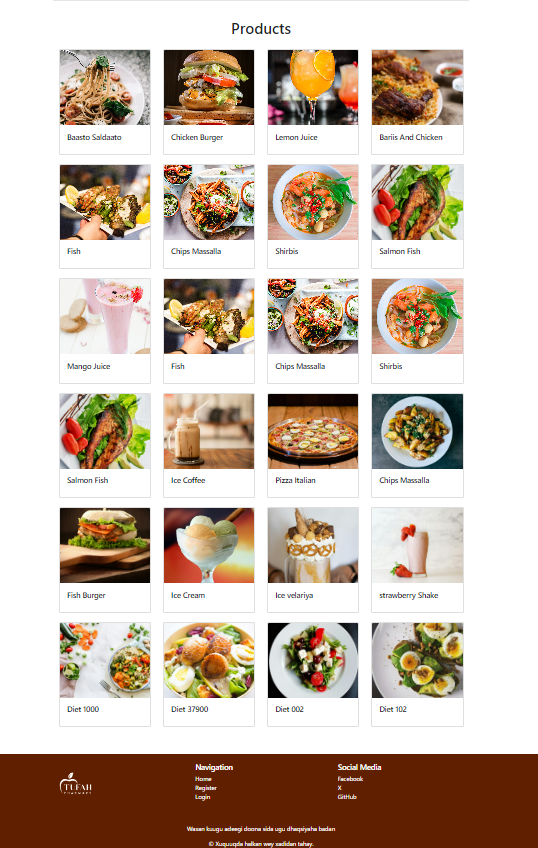 Products
Baasto Saldaato
Chicken Burger
Lemon Juice
Bariis And Chicken
Fish
Chips Massalla
Shirbis
Salmon Fish
Mango Juice
Fish
Chips Massalla
Shirbis
Salmon Fish
Ice Coffee
Pizza Italian
Chips Massalla
Fish Burger
Ice Cream
Ice velariya
strawberry Shake
Diet 1000
Diet 37900
Diet 002
Diet 102
Navigation
Home
Register
Login
Social Media
Facebook
X
GitHub
Wasan kuugu adeegi doona sida ugu dhaqsiyaha badan
© Xuquuqda halkan wey sadidan tahay.